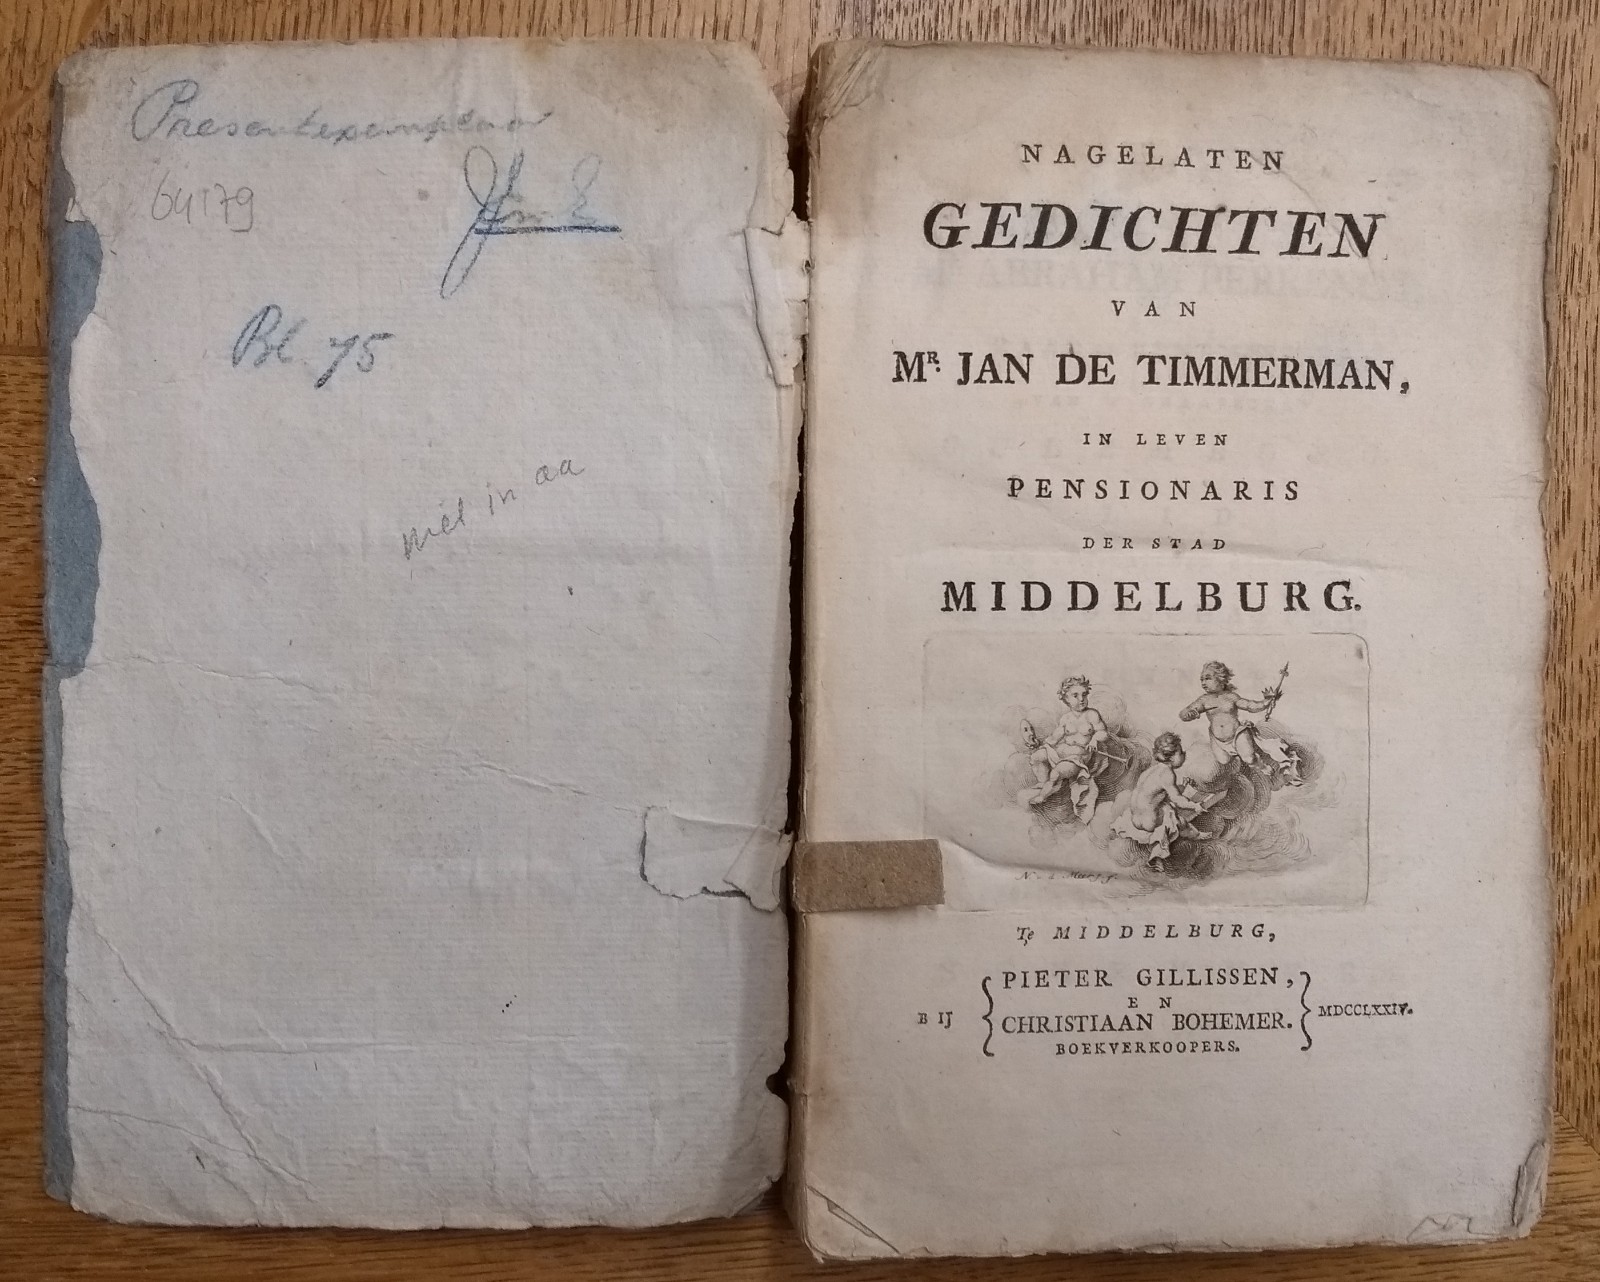 Presentexemplaar
64179
Bl. 75
niet in aa
NAGELATEN
GEDICHTEN
VAN
MR. JAN DE TIMMERMAN,
IN LEVEN
PENSIONARIS
DER STAD
MIDDELBURG.
Te MIDDELBURG,
PIETER GILLISSEN,
EN
BIJ CHRISTIAAN BOHEMER. MDCCLXXIV.
BOEKVERKOOPERS.